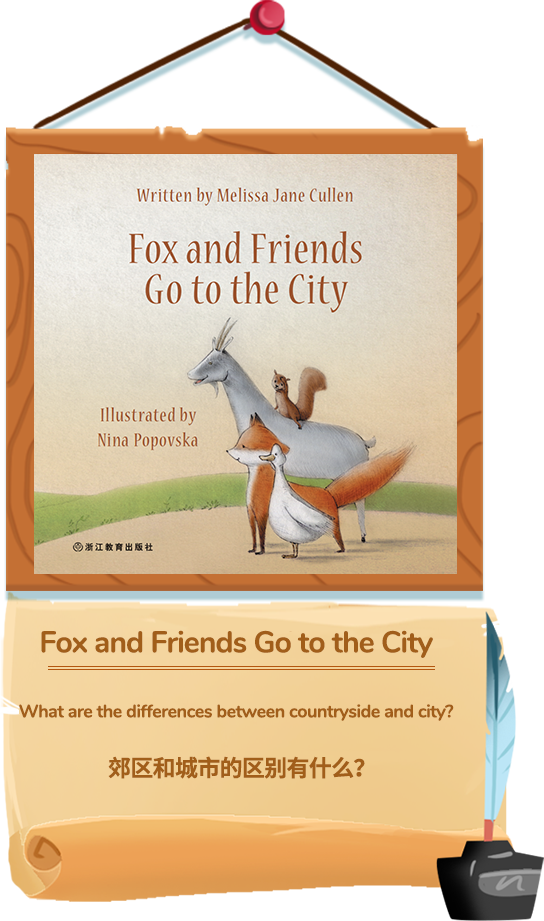 Written by Melissa Jane Cullen
Fox and Friends
Go to the City
Illustrated by
Nina Popovska
浙江教育出版社
Fox and Friends Go to the City
What are the differences between countryside and city?
郊区和城市的区别有什么？